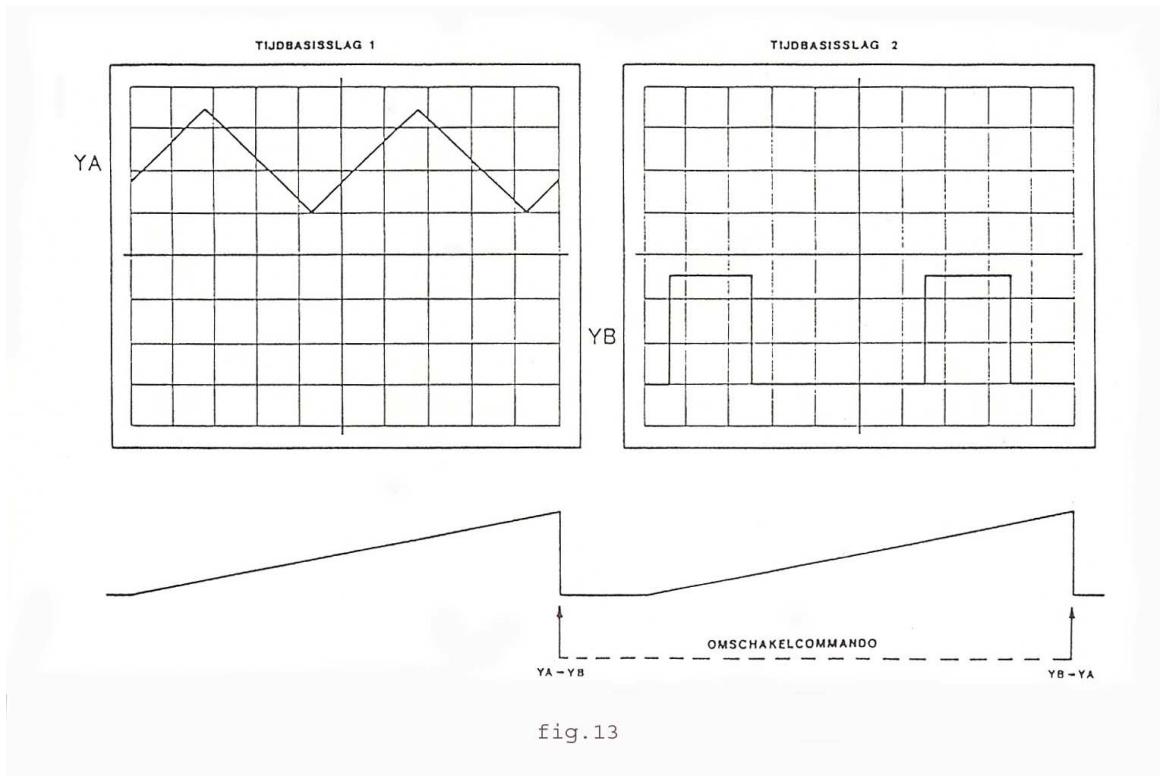 TIJDBASISSLAG 1
TIJDBASISSLAG 2
YA
YB
OMSCHAKELCOMMANDO
YA-YB
YB-YA
fig.13